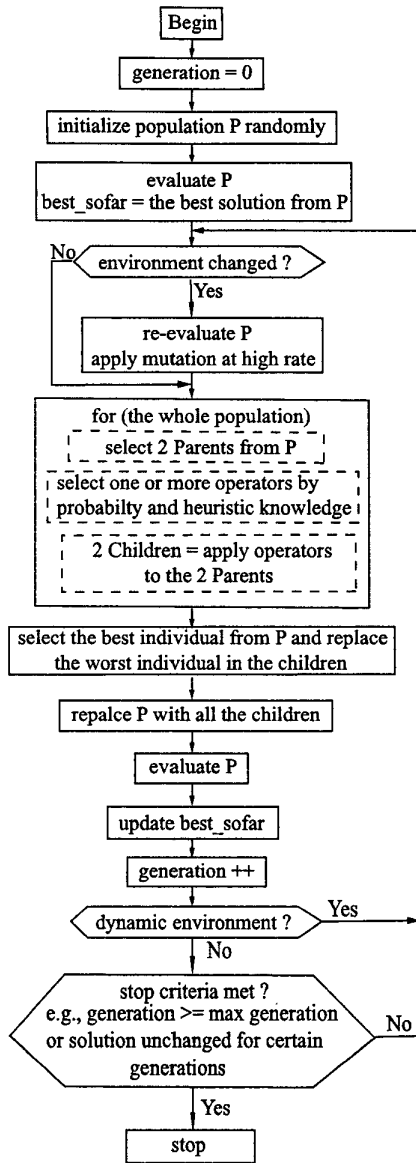 Begin
generation = 0
initialize population P randomly
evaluate P
best_sofar = the best solution from P
No
environment changed ?
Yes
re-evaluate P
apply mutation at high rate
for (the whole population)
select 2 Parents from P
select one or more operators by
probabilty and heuristic knowledge
2 Children = apply operators
to the 2 Parents
select the best individual from P and replace
the worst individual in the children
repalce P with all the children
evaluate P
update best_sofar
generation ++
dynamic environment ?
Yes
No
stop criteria met ?
e.g., generation >= max generation
or solution unchanged for certain
generations
No
Yes
stop